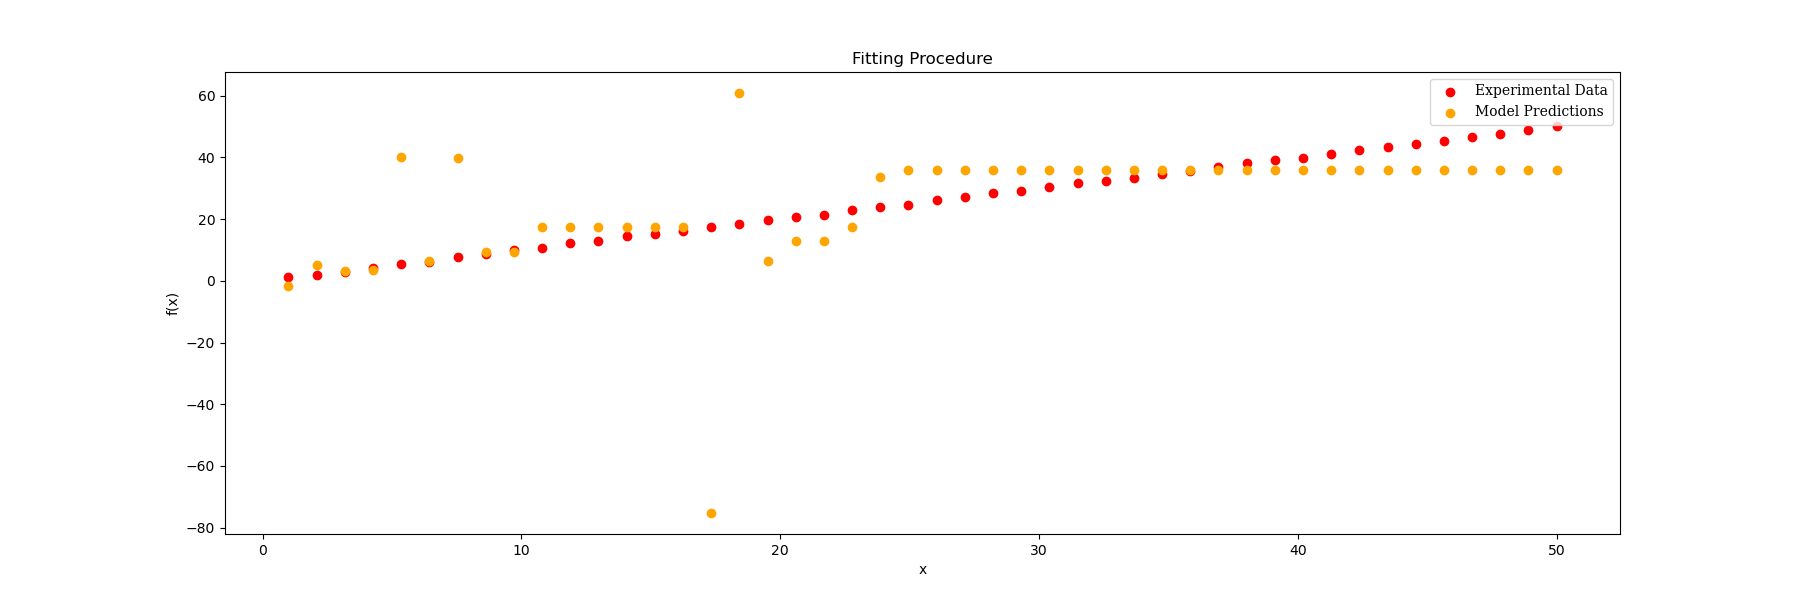 Fitting Procedure
Experimental Data
Model Predictions
60
40
20
0
−20
−40
−60
−80
f(x)
0 10 20 30 40 50
x